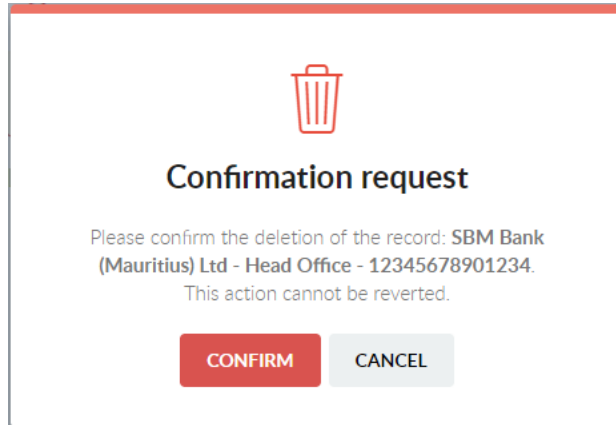 Confirmation request
Please confirm the deletion of the record: SBM Bank
(Mauritius) Ltd - Head Office - 12345678901234.
This action cannot be reverted.
CONFIRM CANCEL